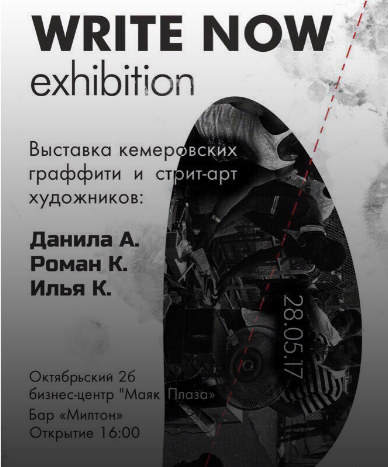 WRITE NOW
exhibition
Выставка кемеровских
граффити и стрит-арт
художников:
Данила А.
Роман К.
Илья К.
28.05.17
Октябрьский 2б
бизнес-центр "Маяк Плаза»
Бар «Милтон»
Открытие 16:00